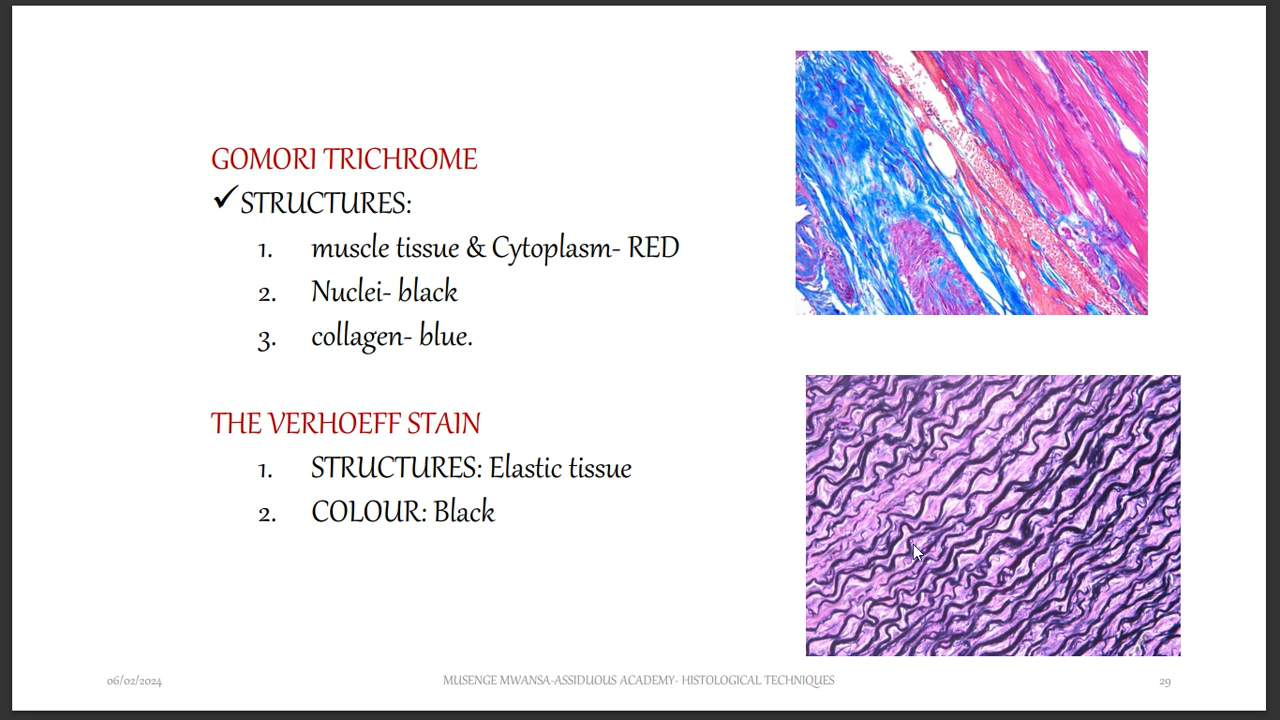 GOMORI TRICHROME
✓STRUCTURES:
1. muscle tissue & Cytoplasm- RED
2. Nuclei- black
3. collagen- blue.
THE VERHOEFF STAIN
1. STRUCTURES: Elastic tissue
2. COLOUR: Black
06/02/2024 MUSENGE MWANSA-ASSIDUOUS ACADEMY- HISTOLOGICAL TECHNIQUES 29